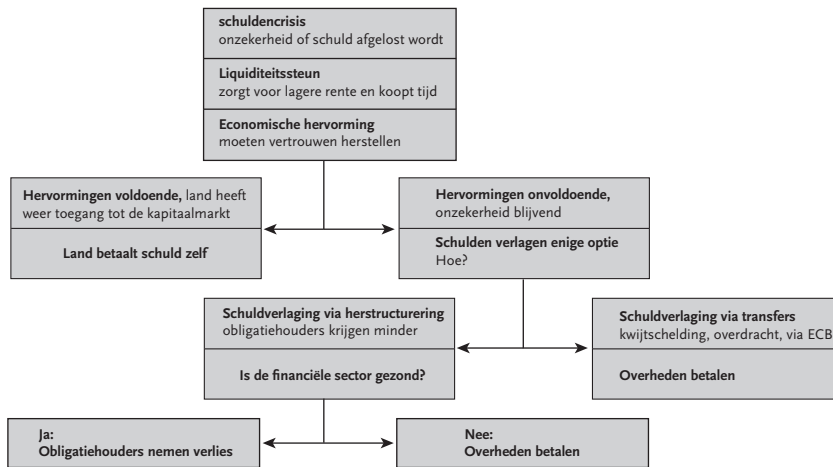 schuldencrisis
onzekerheid of schuld afgelost wordt
Liquiditeitssteun
zorgt voor lagere rente en koopt tijd
Economische hervorming
moeten vertrouwen herstellen
Hervormingen voldoende, land heeft
weer toegang tot de kapitaalmarkt
Land betaalt schuld zelf
Hervormingen onvoldoende,
onzekerheid blijvend
Schulden verlagen enige optie
Hoe?
Schuldverlaging via herstructurering
obligatiehouders krijgen minder
Is de financiële sector gezond?
Schuldverlaging via transfers
kwijtschelding, overdracht, via ECB
Overheden betalen
Ja:
Obligatiehouders nemen verlies
Nee:
Overheden betalen